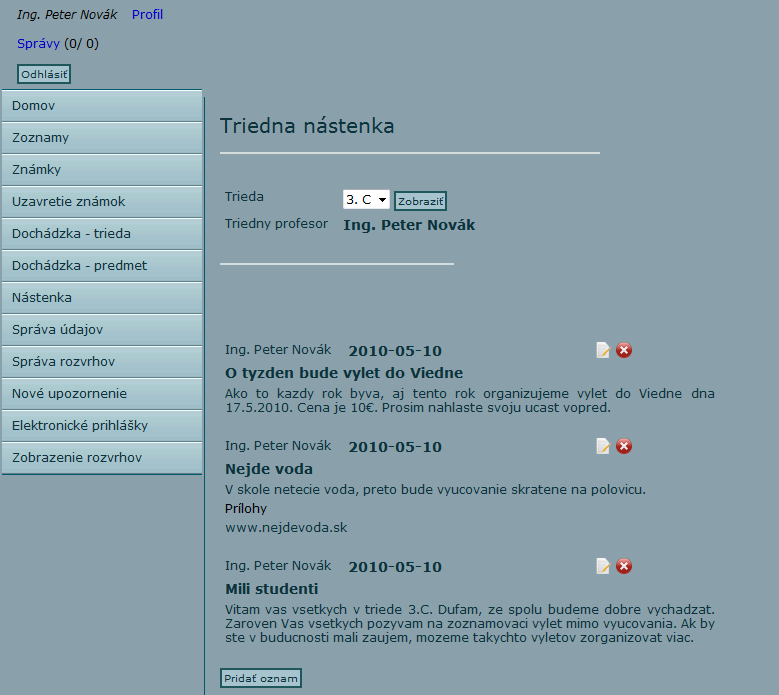 Ing. Peter Novák Profil
Správy (0/ 0)
Odhlásiť
Domov
Zoznamy
Známky
Uzavretie známok
Dochádzka - trieda
Dochádzka - predmet
Nástenka
Správa údajov
Správa rozvrhov
Nové upozornenie
Elektronické prihlášky
Zobrazenie rozvrhov
Triedna nástenka
Trieda 3. C Zobraziť
Triedny profesor Ing. Peter Novák
Ing. Peter Novák 2010-05-10
O tyzden bude vylet do Viedne
Ako to kazdy rok byva, aj tento rok organizujeme vylet do Viedne dna
17.5.2010. Cena je 10€. Prosim nahlaste svoju ucast vopred.
Ing. Peter Novák 2010-05-10
Nejde voda
V skole netecie voda, preto bude vyucovanie skratene na polovicu.
Prílohy
www.nejdevoda.sk
Ing. Peter Novák 2010-05-10
Mili studenti
Vitam vas vsetkych v triede 3.C. Dufam, ze spolu budeme dobre vychadzat.
Zaroven Vas vsetkych pozyvam na zoznamovaci vylet mimo vyucovania. Ak by
ste v buducnosti mali zaujem, mozeme takychto vyletov zorganizovat viac.
Pridať oznam